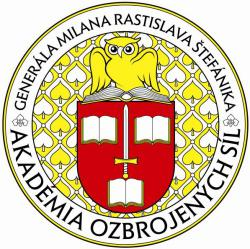 GENERÁLA MILANA RASTISLAVA ŠTEFÁNIKA
AKADÉMIA OZBROJENÝCH SÍL